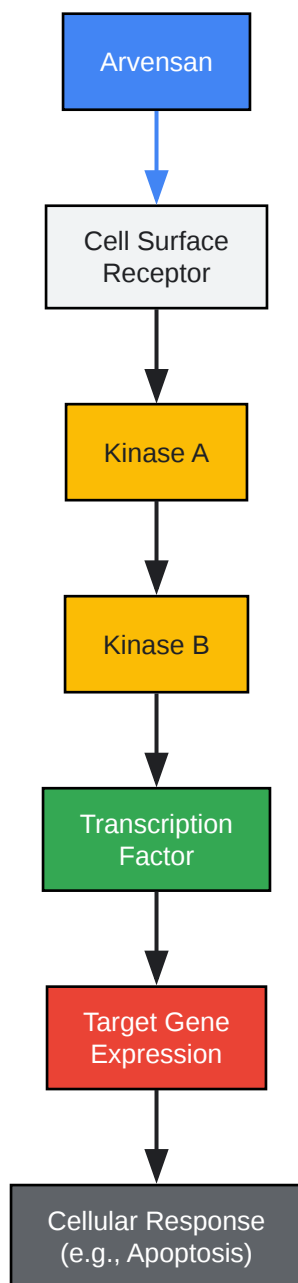 Arvensan
Cell Surface
Receptor
Kinase A
Kinase B
Transcription
Factor
Target Gene
Expression
Cellular Response
(e.g., Apoptosis)